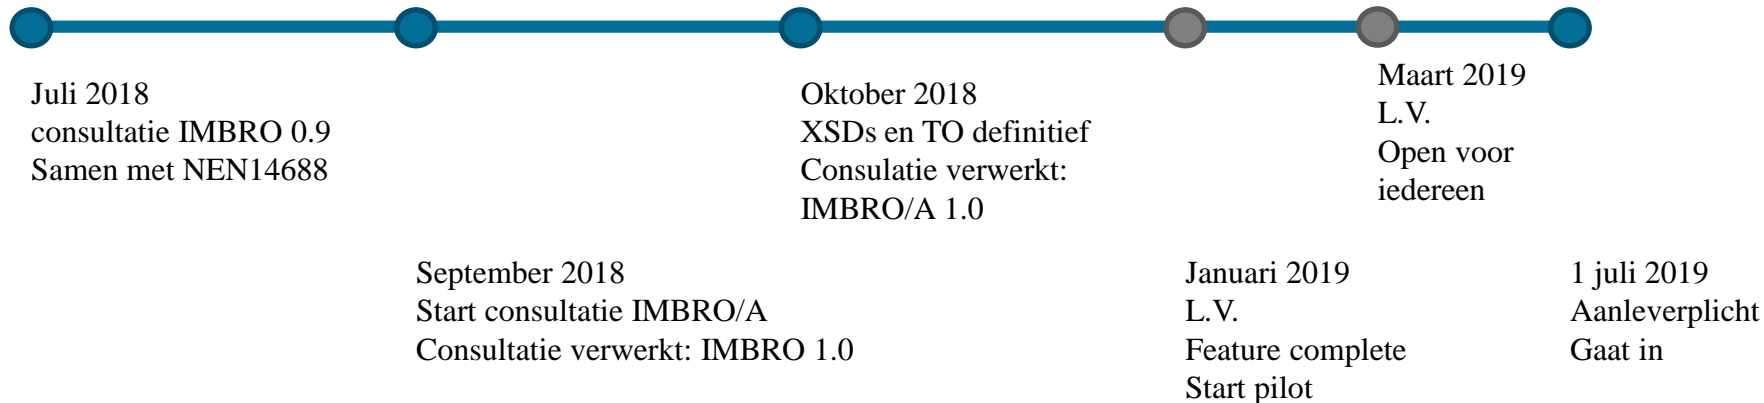 Juli 2018
consultatie IMBRO 0.9
Samen met NEN14688
September 2018
Start consultatie IMBRO/A
Consultatie verwerkt: IMBRO 1.0
Oktober 2018
XSDs en TO definitief
Consulatie verwerkt:
IMBRO/A 1.0
Januari 2019
L.V.
Feature complete
Start pilot
Maart 2019
L.V.
Open voor
iedereen
1 juli 2019
Aanleverplicht
Gaat in